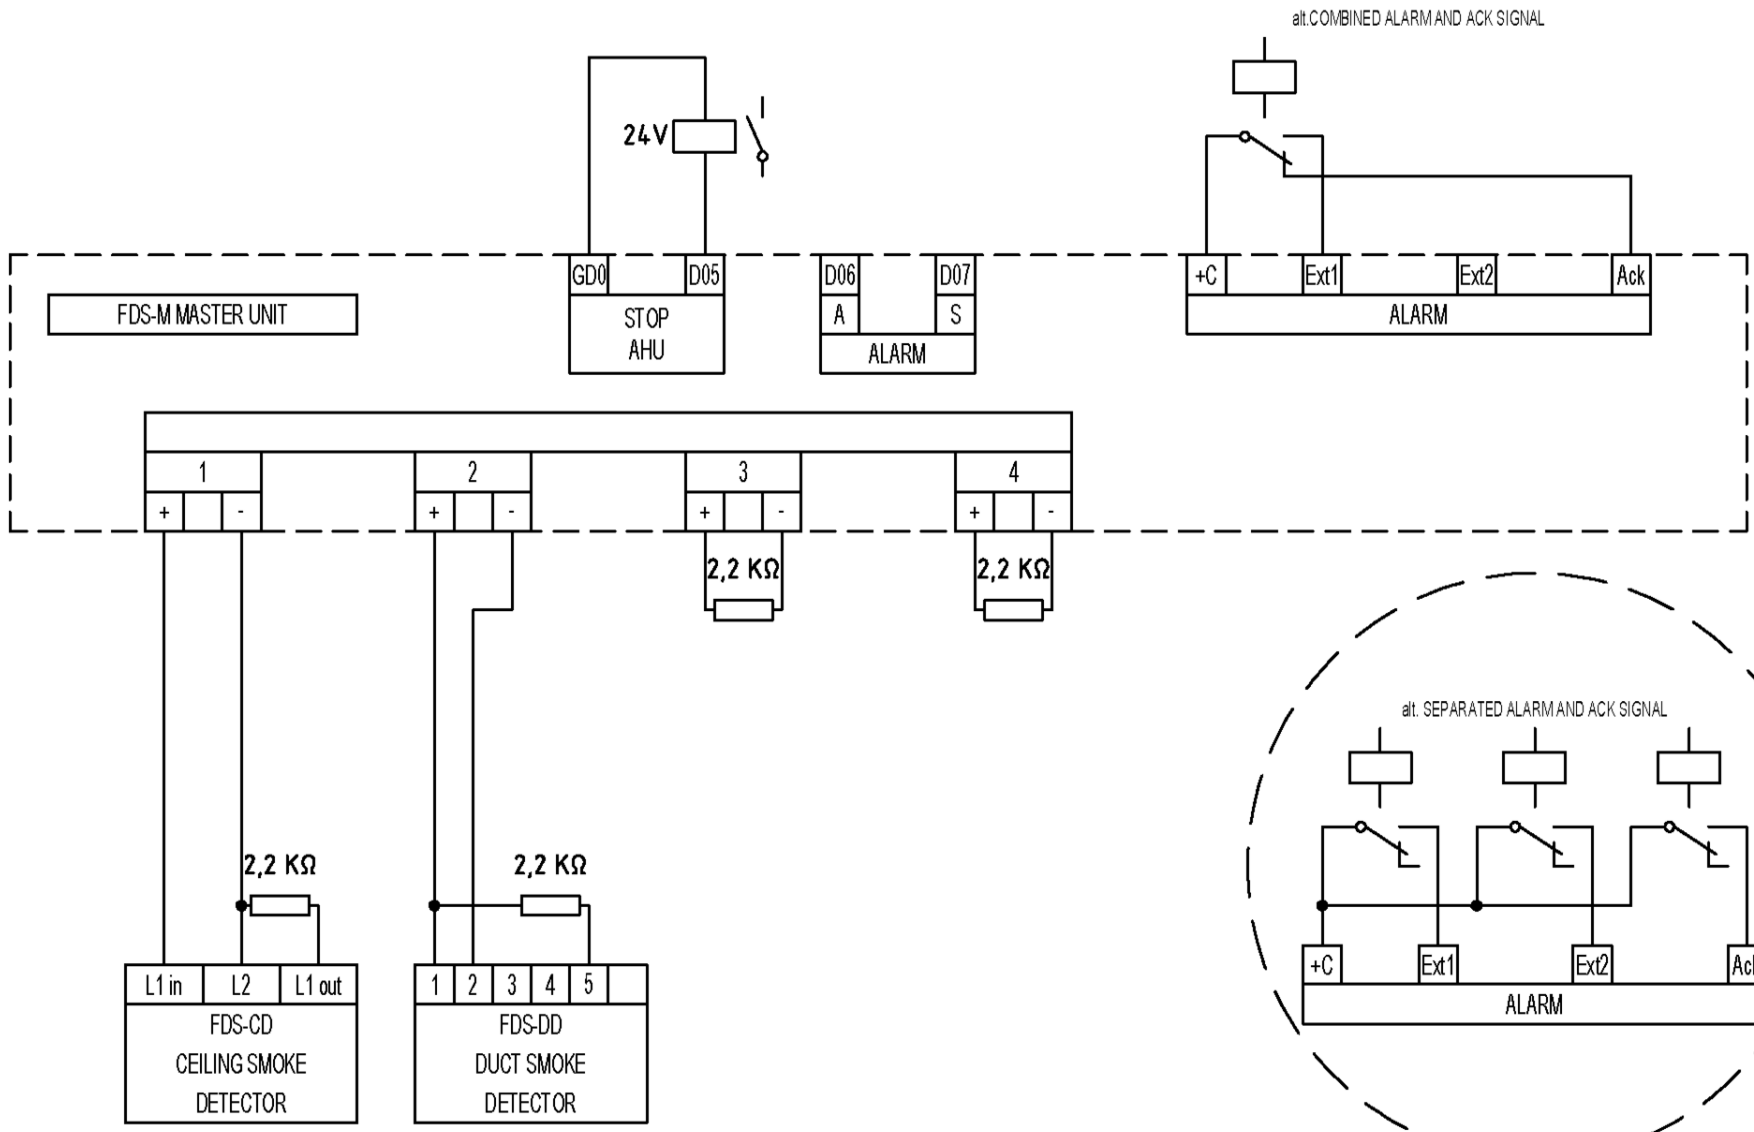 alt.COMBINED ALARM AND ACK SIGNAL
24V
GD0 D05 D06 D07 +C Ext1 Ext2 Ack
FDS-M MASTER UNIT
STOP
AHU
A S
ALARM
ALARM
1 2 3 4
+ - + - + - + -
2,2 KΩ 2,2 KΩ
alt. SEPARATED ALARM AND ACK SIGNAL
2,2 KΩ 2,2 KΩ
+C Ext1 Ext2 Ack
ALARM
L1 in L2 L1 out
FDS-CD
CEILING SMOKE
DETECTOR
1 2 3 4 5
FDS-DD
DUCT SMOKE
DETECTOR